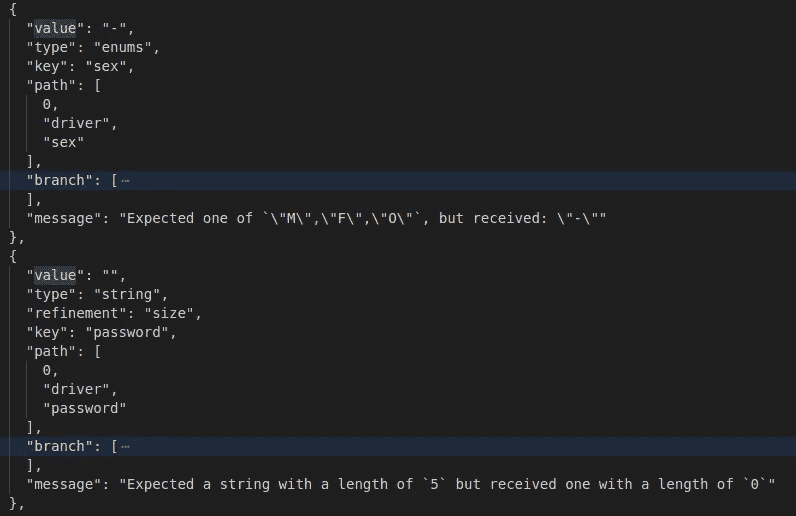 {
"value": "-",
"type": "enums",
"key": "sex",
"path": [
0,
"driver",
"sex"
],
"branch": [⋯
],
"message": "Expected one of `\"M\",\"F\",\"O\"`, but received: \"-\""
},
{
"value": "",
"type": "string",
"refinement": "size",
"key": "password",
"path": [
0,
"driver",
"password"
],
"branch": [⋯
],
"message": "Expected a string with a length of `5` but received one with a length of `0`"
},